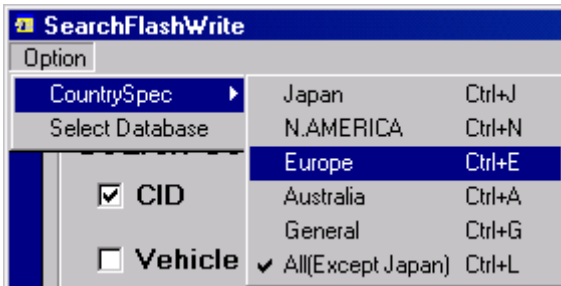 SearchFlashWrite
Option
CountrySpec
Select Database
Japan Ctrl+J
N.AMERICA Ctrl+N
Europe Ctrl+E
Australia Ctrl+A
General Ctrl+G
All(Except Japan) Ctrl+L
CID
Vehicle